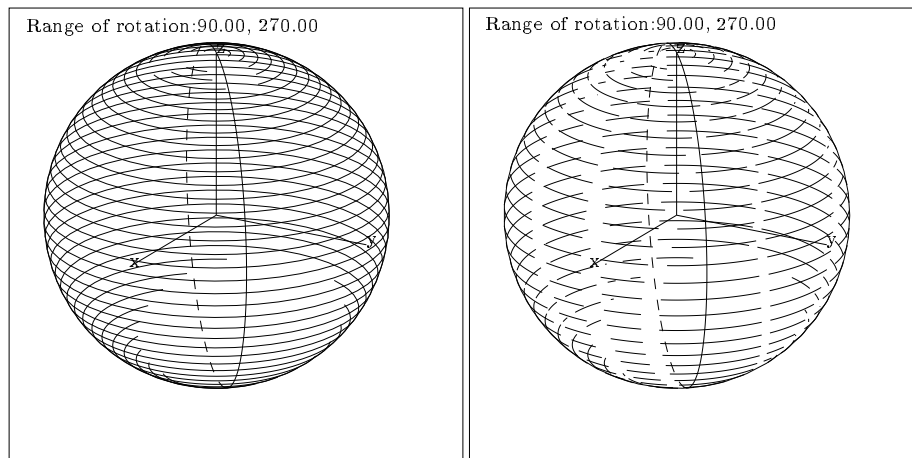 Range of rotation:90.00, 270.00
z
x
y
Range of rotation:90.00, 270.00
z
x
y